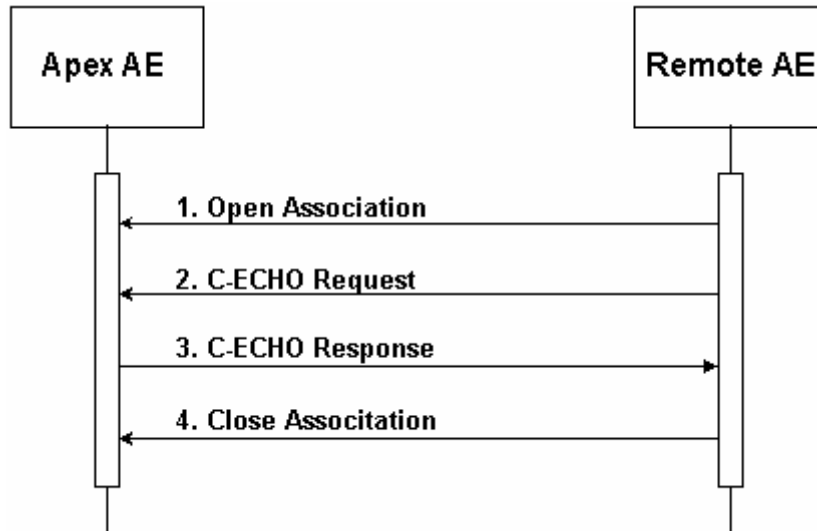 Apex AE
Remote AE
1. Open Association
2. C-ECHO Request
3. C-ECHO Response
4. Close Associtation